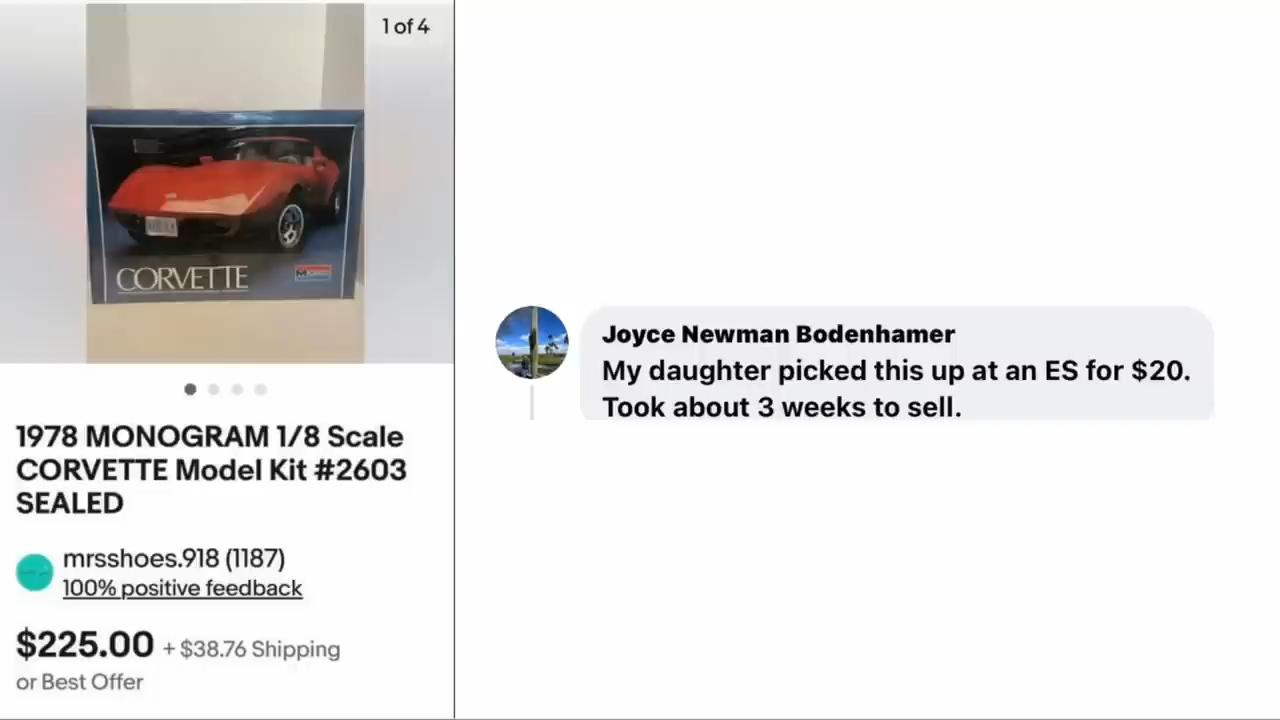 1 of 4
CORVETTE
1978 MONOGRAM 1/8 Scale
CORVETTE Model Kit #2603
SEALED
mrsshoes.918 (1187)
100% positive feedback
$225.00 + $38.76 Shipping
or Best Offer
Joyce Newman Bodenhamer
My daughter picked this up at an ES for $20.
Took about 3 weeks to sell.